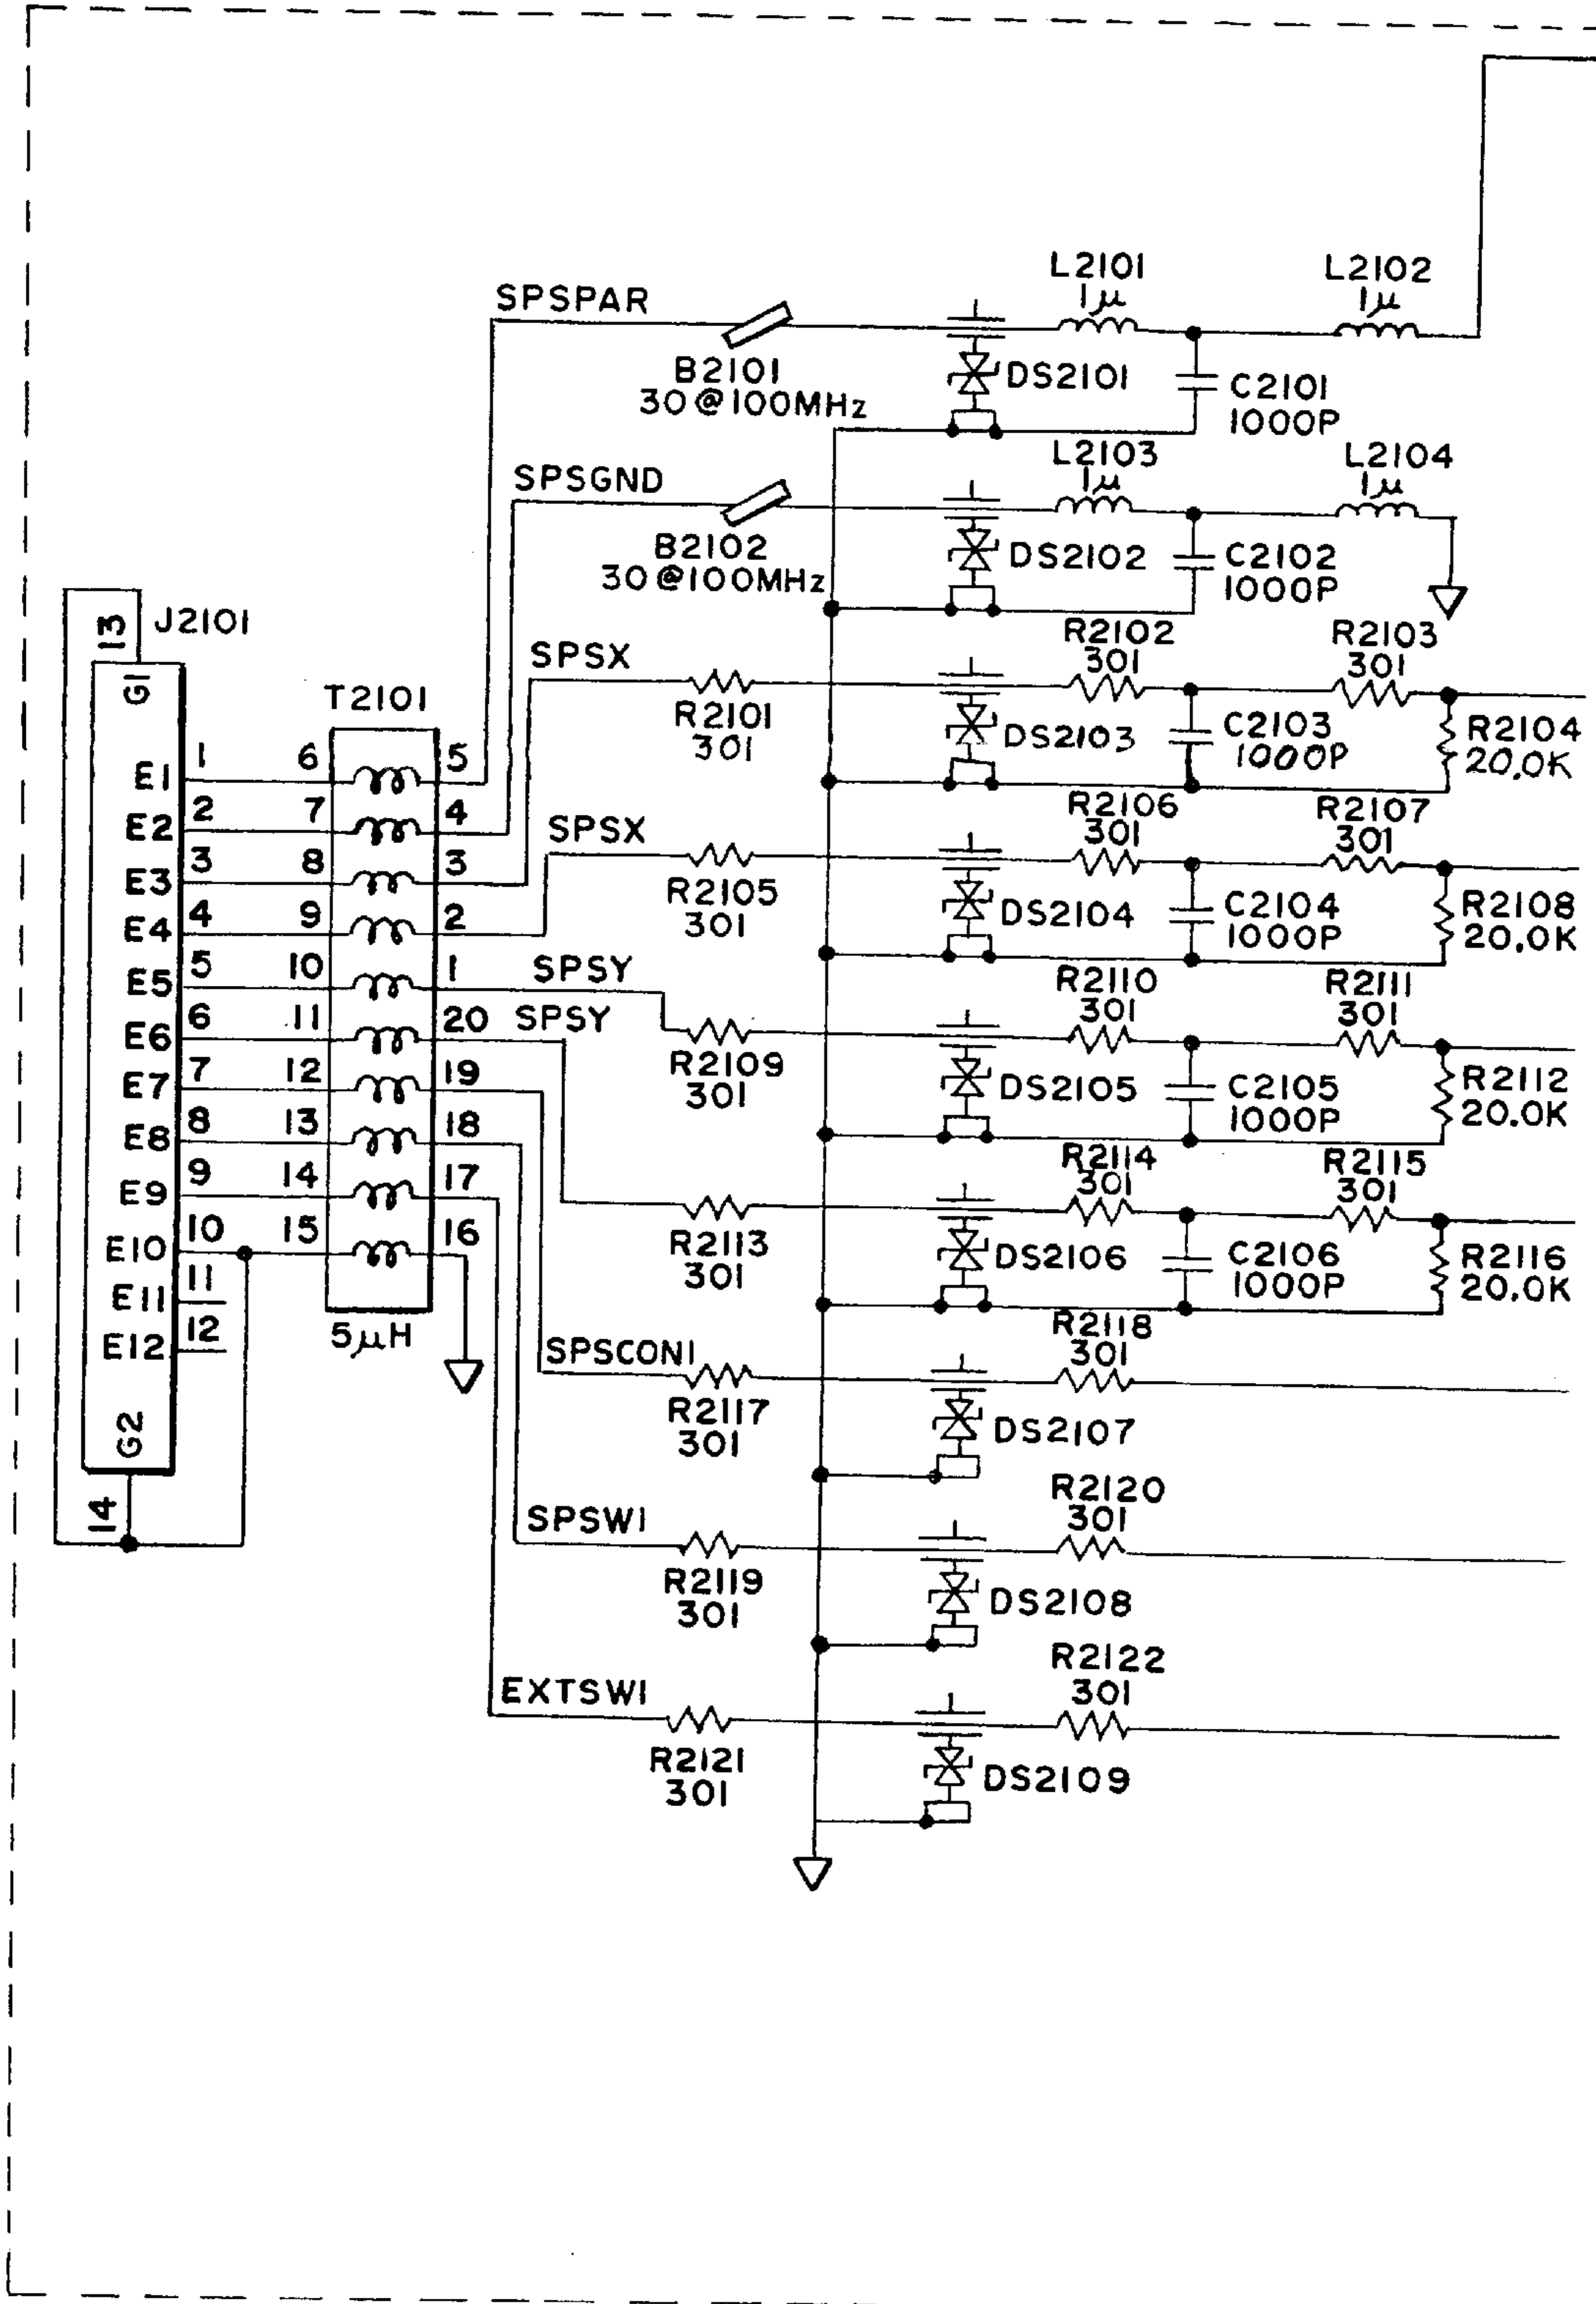 L2101
1µ
L2102
1µ
SPSPAR
B2101
30@100MHz
DS2101
C2101
1000P
L2103
1µ
L2104
1µ
SPSGND
B2102
30@100MHz
DS2102
C2102
1000P
J2101
13
G1
T2101
SPSX
R2101
301
DS2103
R2102
301
C2103
1000P
R2103
301
R2104
20.0K
E1 1 6 5
E2 2 7 4
E3 3 8 3
E4 4 9 2
E5 5 10 1
E6 6 11 20
E7 7 12 19
E8 8 13 18
E9 9 14 17
E10 10 15 16
E11 11
E12 12
G2
14
5µH
SPSX
R2105
301
DS2104
R2106
301
C2104
1000P
R2107
301
R2108
20.0K
SPSY
R2109
301
DS2105
R2110
301
C2105
1000P
R2111
301
R2112
20.0K
SPSY
R2113
301
DS2106
R2114
301
C2106
1000P
R2115
301
R2116
20.0K
SPSCON1
R2117
301
DS2107
R2118
301
SPSW1
R2119
301
DS2108
R2120
301
EXTSW1
R2121
301
DS2109
R2122
301